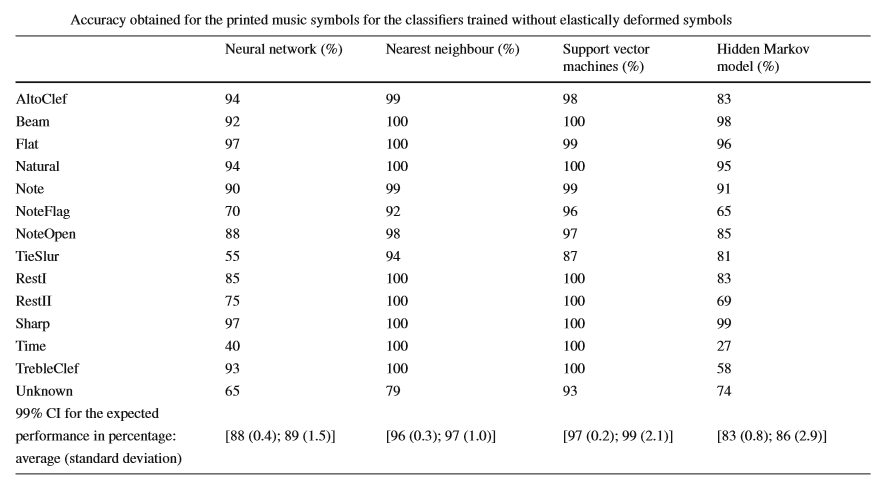 Accuracy obtained for the printed music symbols for the classifiers trained without elastically deformed symbols
Neural network (%) Nearest neighbour (%) Support vector machines (%) Hidden Markov model (%)
AltoClef 94 99 98 83
Beam 92 100 100 98
Flat 97 100 99 96
Natural 94 100 100 95
Note 90 99 99 91
NoteFlag 70 92 96 65
NoteOpen 88 98 97 85
TieSlur 55 94 87 81
RestI 85 100 100 83
RestII 75 100 100 69
Sharp 97 100 100 99
Time 40 100 100 27
TrebleClef 93 100 100 58
Unknown 65 79 93 74
99% CI for the expected
performance in percentage: [88 (0.4); 89 (1.5)] [96 (0.3); 97 (1.0)] [97 (0.2); 99 (2.1)] [83 (0.8); 86 (2.9)]
average (standard deviation)